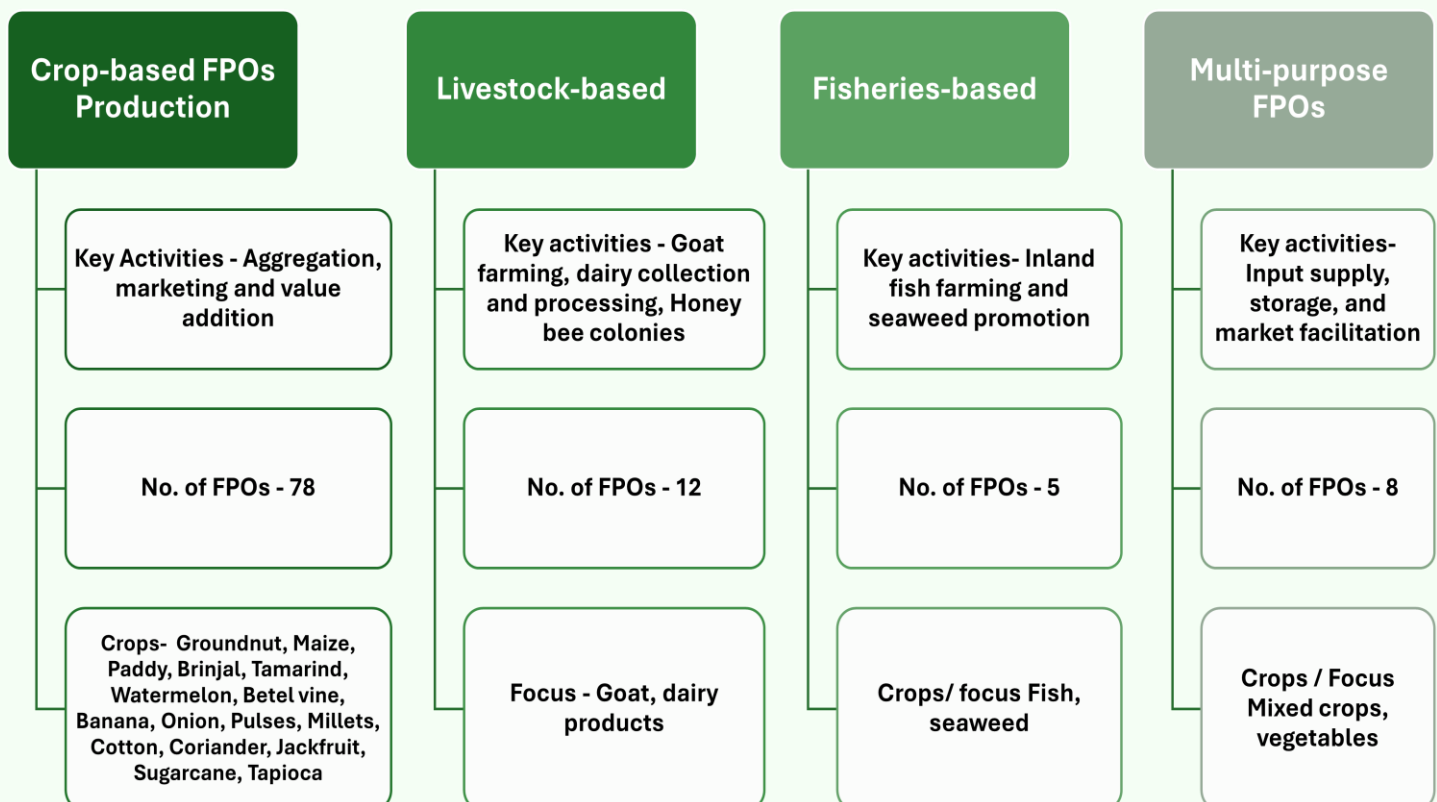 Crop-based FPOs
Production
Key Activities - Aggregation,
marketing and value
addition
No. of FPOs - 78
Crops-  Groundnut, Maize,
Paddy, Brinjal, Tamarind,
Watermelon, Betel vine,
Banana, Onion, Pulses, Millets,
Cotton, Coriander, Jackfruit,
Sugarcane, Tapioca
Livestock-based
Key activities - Goat
farming, dairy collection
and processing, Honey
bee colonies
No. of FPOs - 12
Focus - Goat, dairy
products
Fisheries-based
Key activities- Inland
fish farming and
seaweed promotion
No. of FPOs - 5
Crops/ focus Fish,
seaweed
Multi-purpose
FPOs
Key activities-
Input supply,
storage, and
market facilitation
No. of FPOs - 8
Crops / Focus
Mixed crops,
vegetables